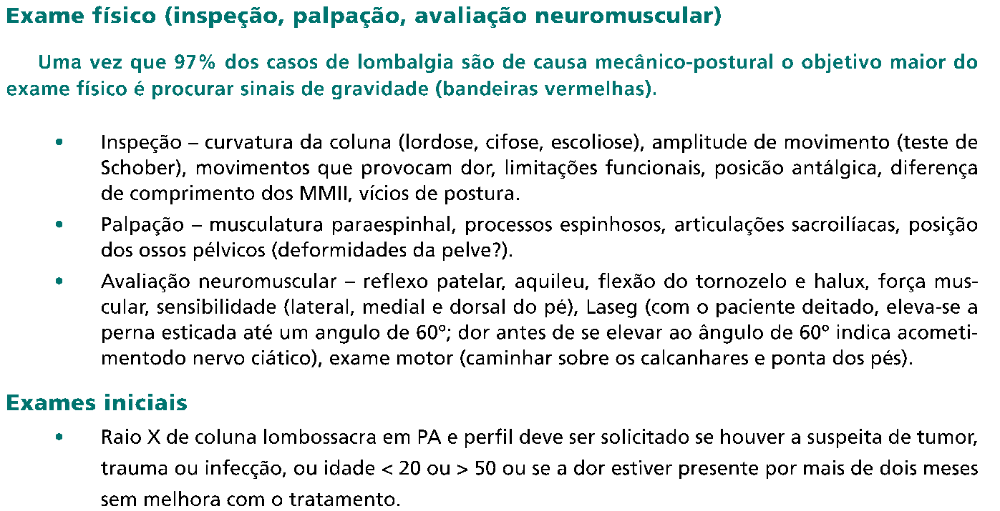 Exame físico (inspeção, palpação, avaliação neuromuscular)
Uma vez que 97% dos casos de lombalgia são de causa mecânico-postural o objetivo maior do
exame físico é procurar sinais de gravidade (bandeiras vermelhas).
• Inspeção – curvatura da coluna (lordose, cifose, escoliose), amplitude de movimento (teste de
Schober), movimentos que provocam dor, limitações funcionais, posicão antálgica, diferença
de comprimento dos MMII, vícios de postura.
• Palpação – musculatura paraespinhal, processos espinhosos, articulações sacroilíacas, posição
dos ossos pélvicos (deformidades da pelve?).
• Avaliação neuromuscular – reflexo patelar, aquileu, flexão do tornozelo e halux, força mus-
cular, sensibilidade (lateral, medial e dorsal do pé), Laseg (com o paciente deitado, eleva-se a
perna esticada até um angulo de 60º; dor antes de se elevar ao ângulo de 60º indica acometi-
mentodo nervo ciático), exame motor (caminhar sobre os calcanhares e ponta dos pés).
Exames iniciais
• Raio X de coluna lombossacra em PA e perfil deve ser solicitado se houver a suspeita de tumor,
trauma ou infecção, ou idade < 20 ou > 50 ou se a dor estiver presente por mais de dois meses
sem melhora com o tratamento.